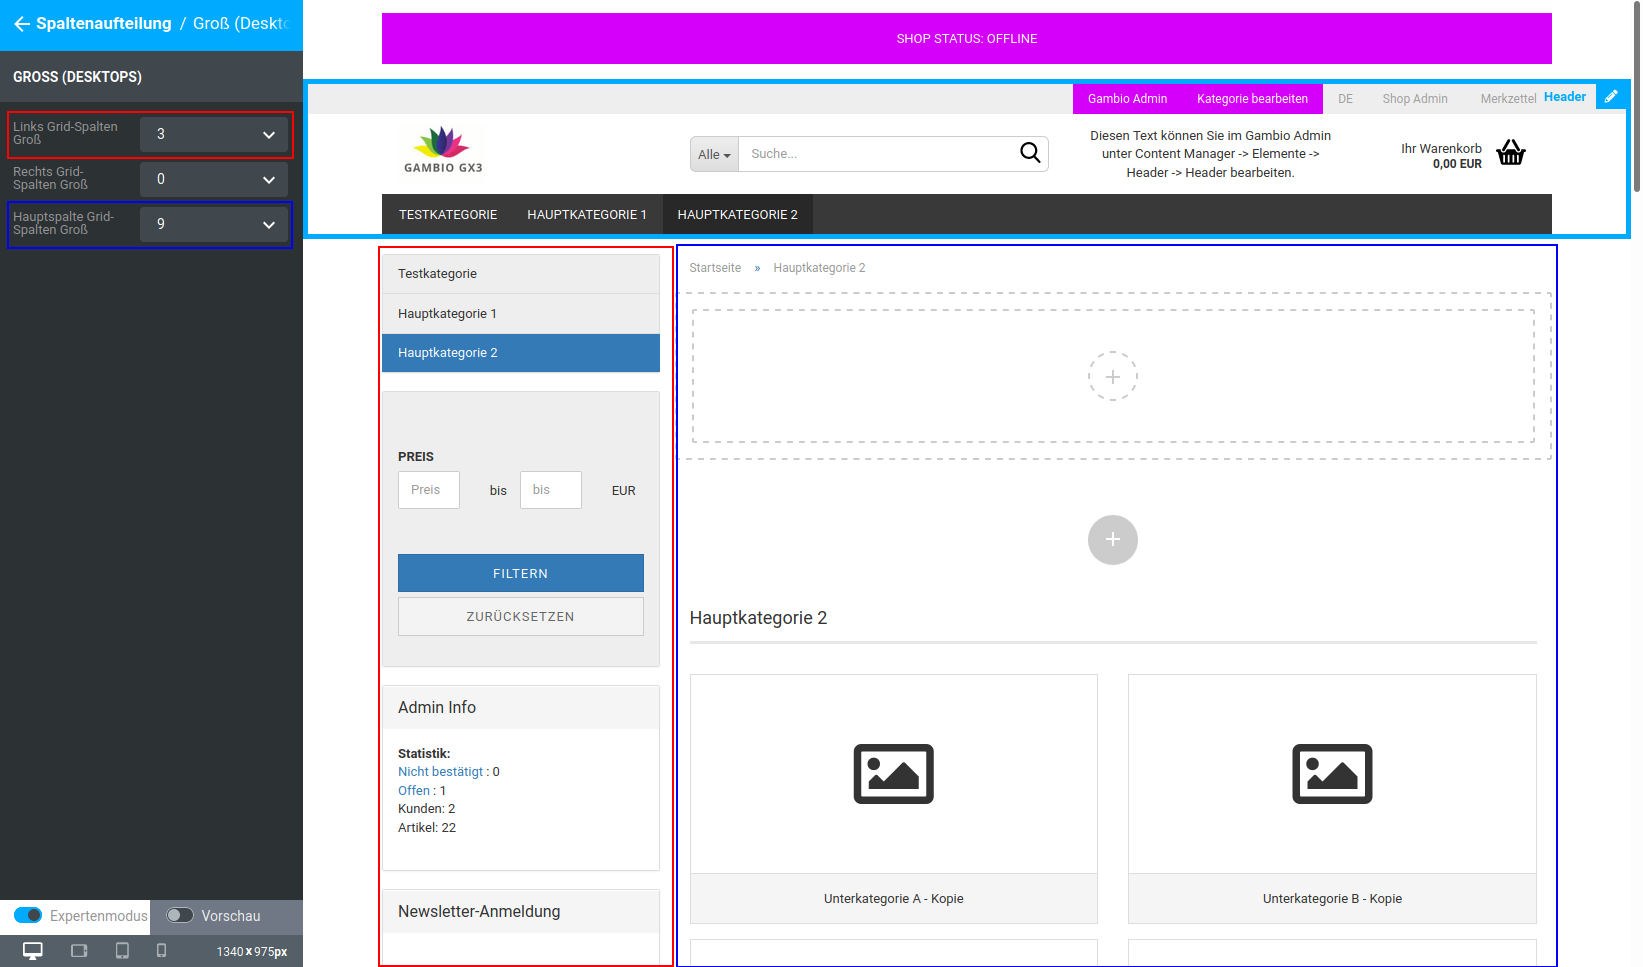 Spaltenaufteilung / Groß (Deskto
GROSS (DESKTOPS)
Links Grid-Spalten
Groß
3
Rechts Grid-
Spalten Groß
0
Hauptspalte Grid-
Spalten Groß
9
Expertenmodus
Vorschau
1340 x 975px
SHOP STATUS: OFFLINE
Gambio Admin
Kategorie bearbeiten
DE
Shop Admin
Merkzettel
Header
GAMBIO GX3
Alle
Suche...
Diesen Text können Sie im Gambio Admin
unter Content Manager -> Elemente ->
Header -> Header bearbeiten.
Ihr Warenkorb
0,00 EUR
TESTKATEGORIE
HAUPTKATEGORIE 1
HAUPTKATEGORIE 2
Testkategorie
Hauptkategorie 1
Hauptkategorie 2
PREIS
Preis
bis
bis
EUR
FILTERN
ZURÜCKSETZEN
Admin Info
Statistik:
Nicht bestätigt : 0
Offen : 1
Kunden: 2
Artikel: 22
Newsletter-Anmeldung
Startseite » Hauptkategorie 2
Hauptkategorie 2
Unterkategorie A - Kopie
Unterkategorie B - Kopie